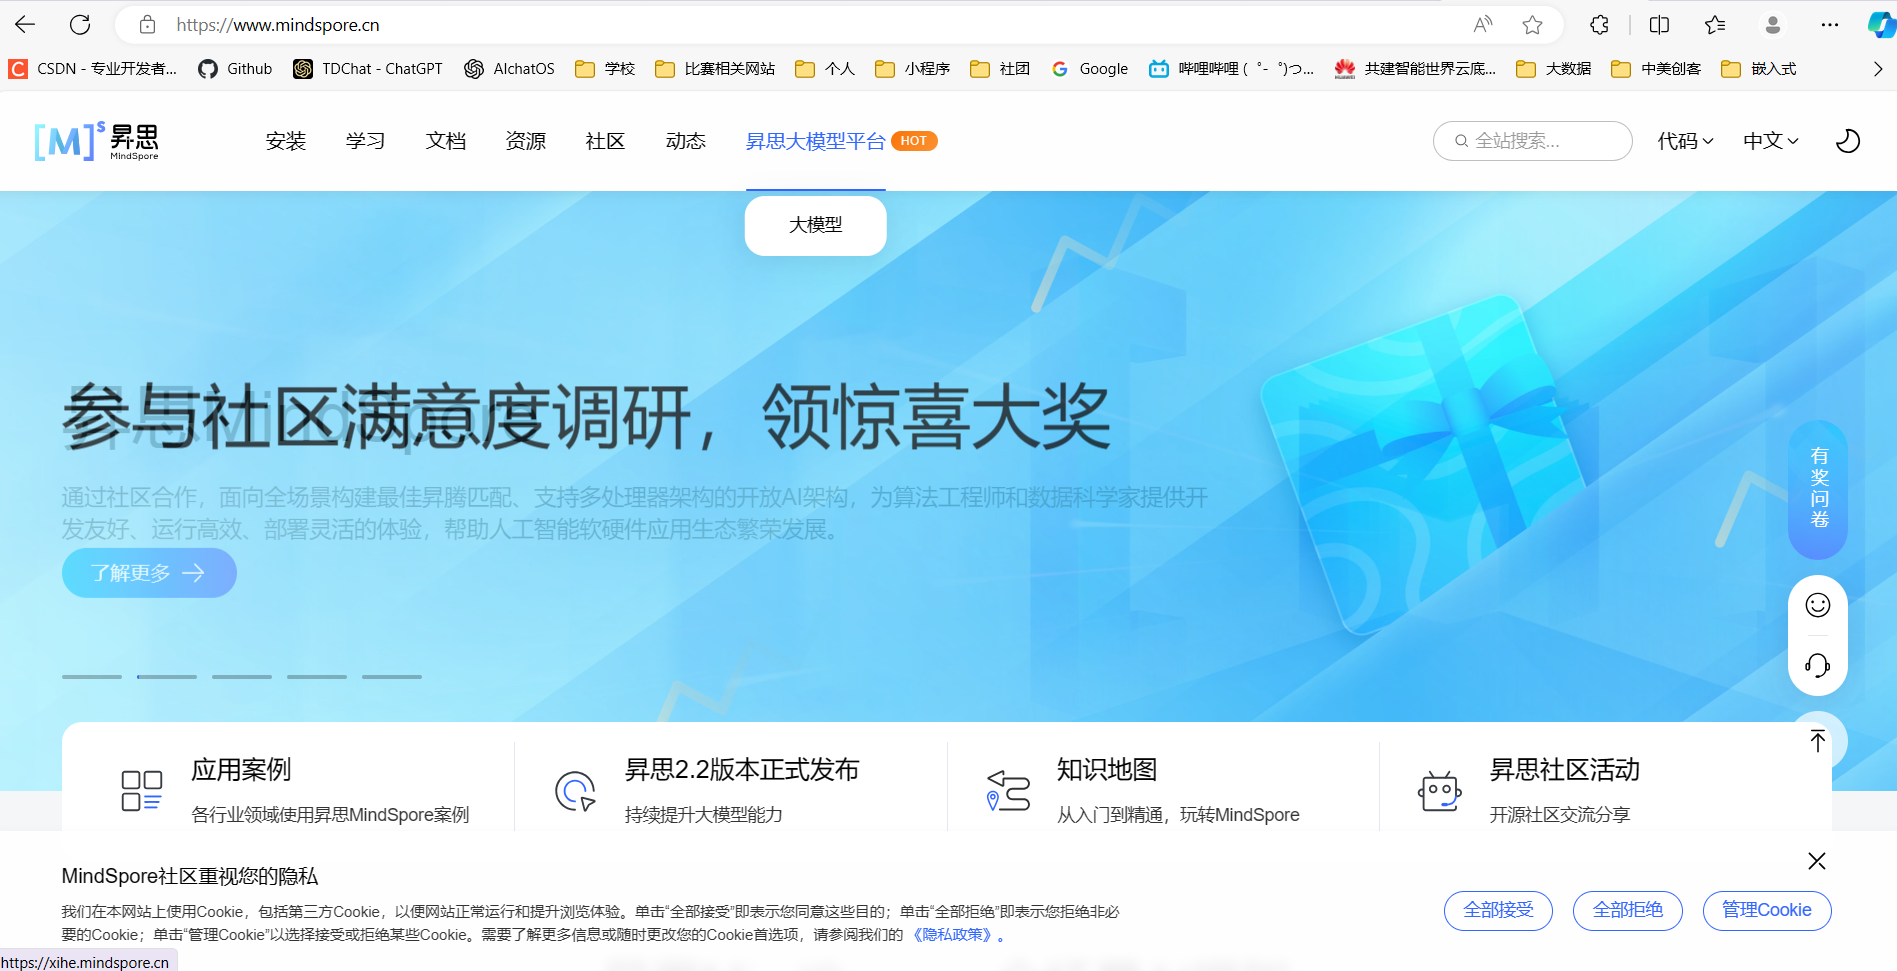 https://www.mindspore.cn
CSDN - 专业开发者... Github TDChat - ChatGPT AIchatOS 学校 比赛相关网站 个人 小程序 社团 Google 哔哩哔哩 (゜-゜)つ... 共建智能世界云底... 大数据 中美创客 嵌入式
[M]s 昇思 MindSpore 安装 学习 文档 资源 社区 动态 昇思大模型平台 HOT 全站搜索... 代码 中文
大模型
参与社区满意度调研，领惊喜大奖
昇思MindSpore
通过社区合作，面向全场景构建最佳昇腾匹配、支持多处理器架构的开放AI架构，为算法工程师和数据科学家提供开
发友好、运行高效、部署灵活的体验，帮助人工智能软硬件应用生态繁荣发展。
了解更多
有奖问卷
应用案例 昇思2.2版本正式发布 知识地图 昇思社区活动
各行业领域使用昇思MindSpore案例 持续提升大模型能力 从入门到精通，玩转MindSpore 开源社区交流分享
MindSpore社区重视您的隐私
我们在本网站上使用Cookie，包括第三方Cookie，以便网站正常运行和提升浏览体验。单击“全部接受”即表示您同意这些目的；单击“全部拒绝”即表示您拒绝非必
要的Cookie；单击“管理Cookie”以选择接受或拒绝某些Cookie。需要了解更多信息或随时更改您的Cookie首选项，请参阅我们的《隐私政策》。
全部接受 全部拒绝 管理Cookie
https://xihe.mindspore.cn